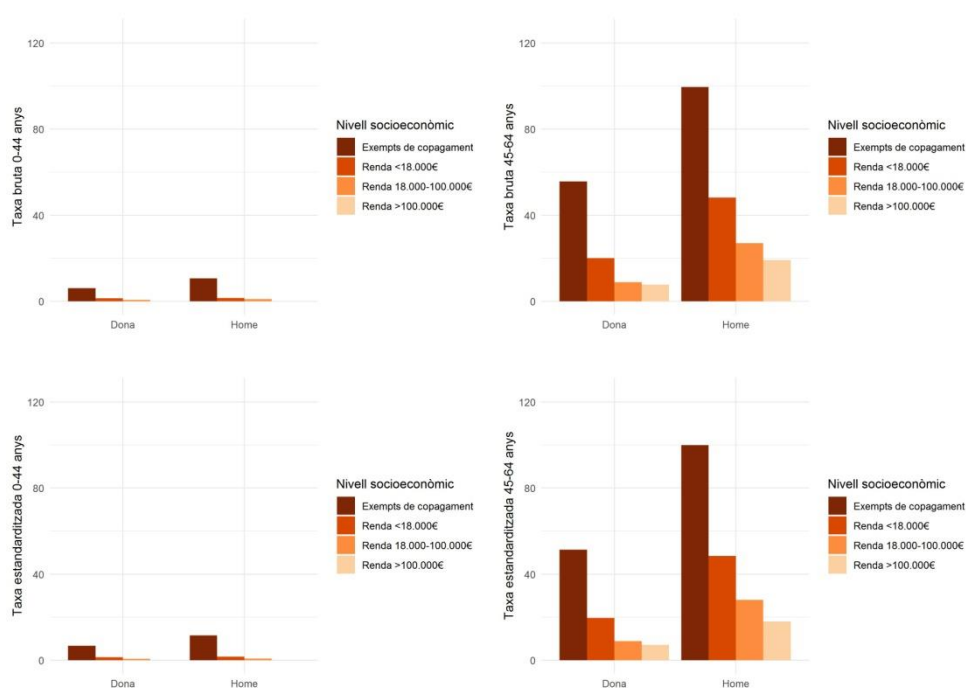 Taxa bruta 0-44 anys
120
80
40
0
Dona
Home
Nivell socioeconòmic
Exempts de copagament
Renda <18.000€
Renda 18.000-100.000€
Renda >100.000€
Taxa bruta 45-64 anys
120
80
40
0
Dona
Home
Nivell socioeconòmic
Exempts de copagament
Renda <18.000€
Renda 18.000-100.000€
Renda >100.000€
Taxa estandarditzada 0-44 anys
120
80
40
0
Dona
Home
Nivell socioeconòmic
Exempts de copagament
Renda <18.000€
Renda 18.000-100.000€
Renda >100.000€
Taxa estandarditzada 45-64 anys
120
80
40
0
Dona
Home
Nivell socioeconòmic
Exempts de copagament
Renda <18.000€
Renda 18.000-100.000€
Renda >100.000€